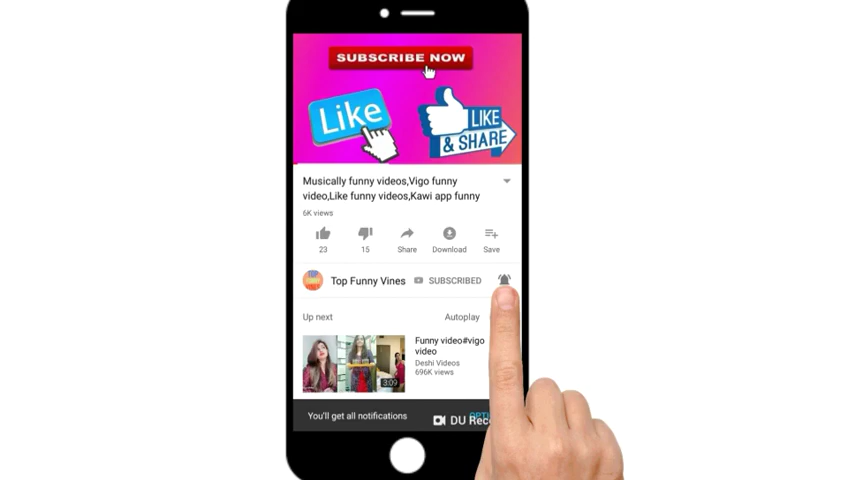 SUBSCRIBE NOW
Like
LIKE
& SHARE
Musically funny videos,Vigo funny
video,Like funny videos,Kawi app funny
6K views
23
15
Share
Download
Save
Top Funny Vines
SUBSCRIBED
Up next
Autoplay
Funny video#vigo
video
Deshi Videos
696K views
3:09
You'll get all notifications
DU Rec